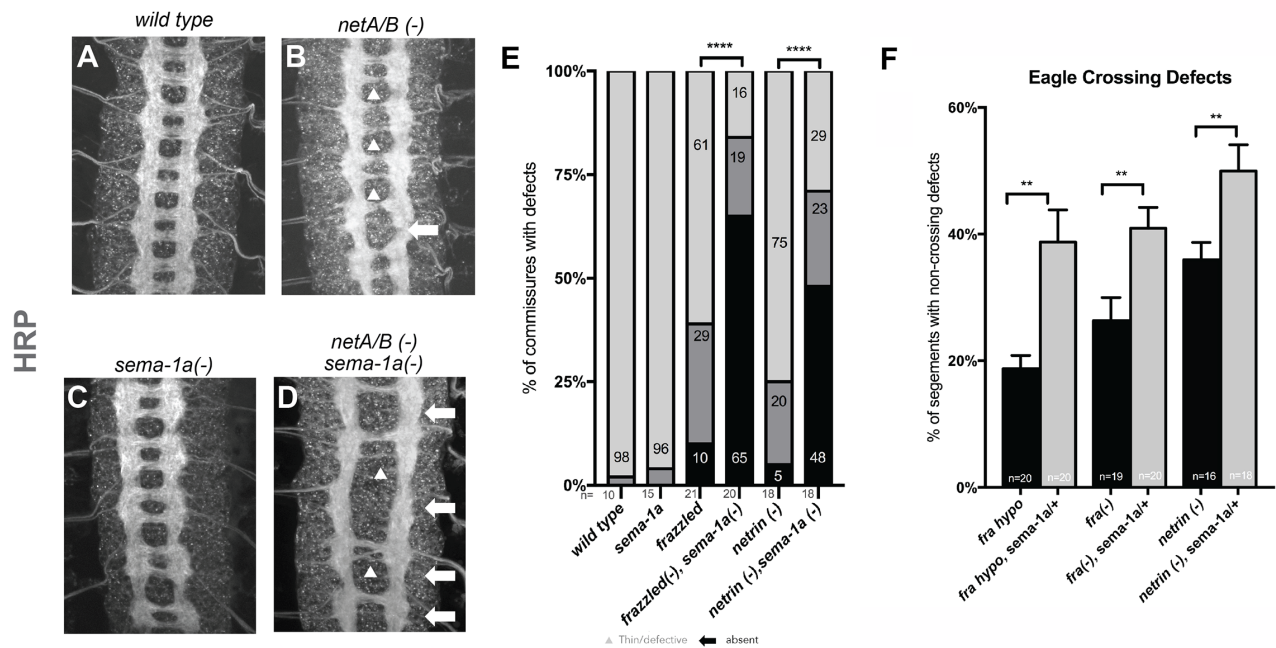 wild type
netA/B (-)
A
B
HRP
sema-1a(-)
netA/B (-)
sema-1a(-)
C
D
E
****
****
% of commissures with defects
100%
75%
50%
25%
0%
98
96
61
29
10
16
19
65
75
20
5
29
23
48
n= 10 15 21 20 18 18
wild type
sema-1a
frazzled
frazzled(-), sema-1a(-)
netrin (-)
netrin (-),sema-1a (-)
Thin/defective absent
F
Eagle Crossing Defects
% of segements with non-crossing defects
60%
40%
20%
0%
**
**
**
n=20
n=20
n=19
n=20
n=16
n=18
fra hypo
fra hypo, sema-1a/+
fra(-)
fra(-), sema-1a/+
netrin (-)
netrin (-), sema-1a/+